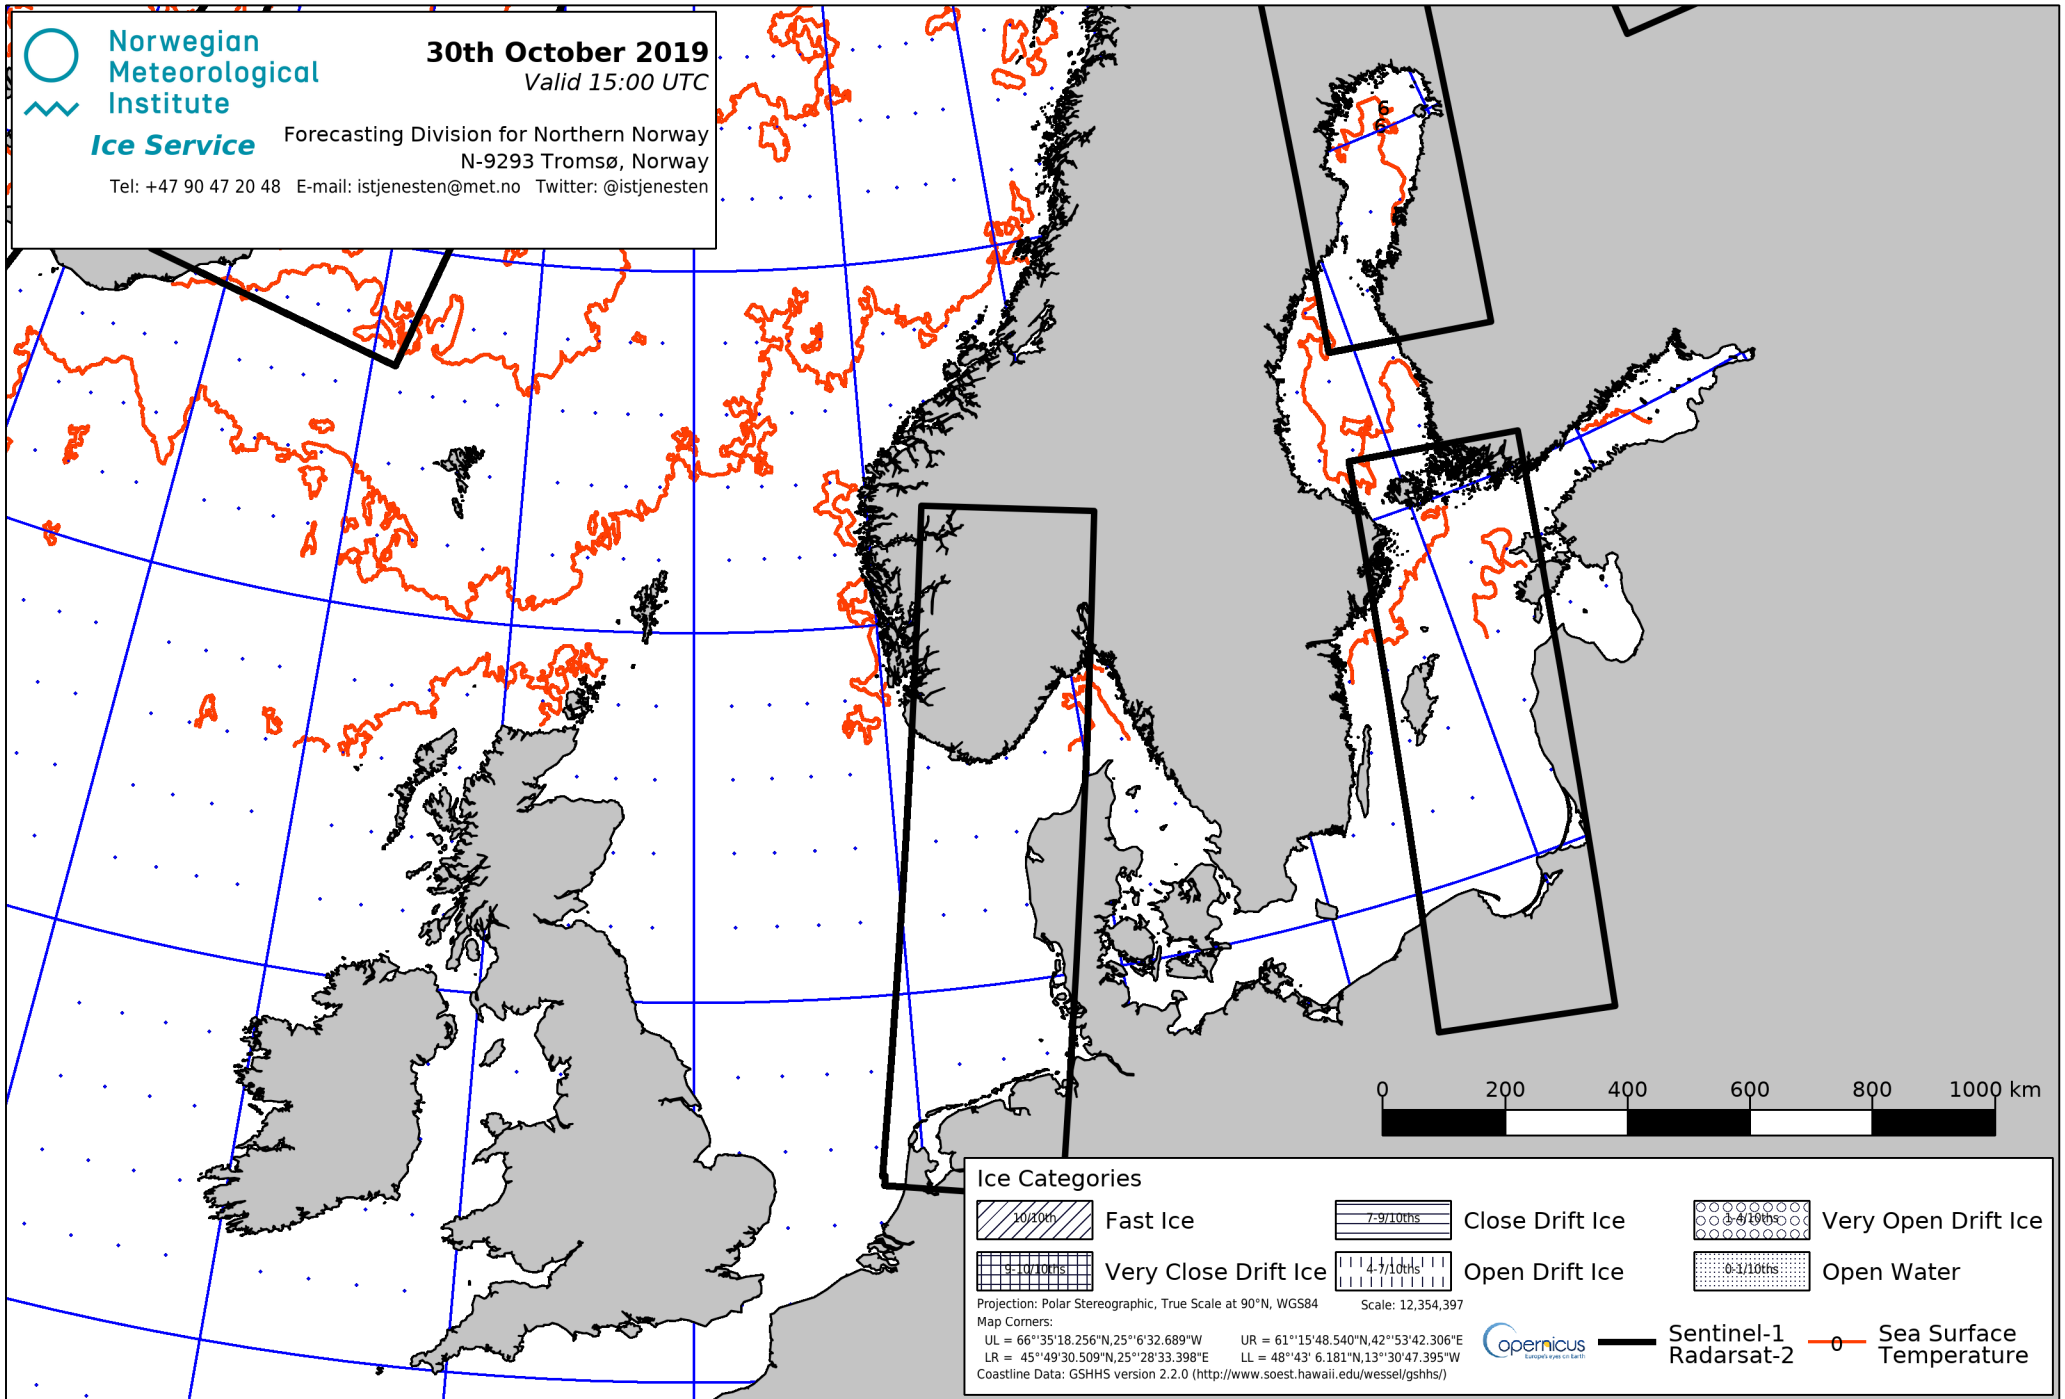 Norwegian
Meteorological
Institute
Ice Service
30th October 2019
Valid 15:00 UTC
Forecasting Division for Northern Norway
N-9293 Tromsø, Norway
Tel: +47 90 47 20 48 E-mail: istjenesten@met.no Twitter: @istjenesten
6
6
0 200 400 600 800 1000 km
Ice Categories
10/10th Fast Ice
7-9/10ths Close Drift Ice
1-4/10ths Very Open Drift Ice
9-10/10ths Very Close Drift Ice
4-7/10ths Open Drift Ice
0-1/10ths Open Water
Projection: Polar Stereographic, True Scale at 90°N, WGS84 Scale: 12,354,397
Map Corners:
UL = 66°'35'18.256"N,25°'6'32.689"W UR = 61°'15'48.540"N,42°'53'42.306"E
LR = 45°'49'30.509"N,25°'28'33.398"E LL = 48°'43' 6.181"N,13°'30'47.395"W
Coastline Data: GSHHS version 2.2.0 (http://www.soest.hawaii.edu/wessel/gshhs/)
Copernicus
Europe's eyes on Earth
Sentinel-1
Radarsat-2
0
Sea Surface
Temperature